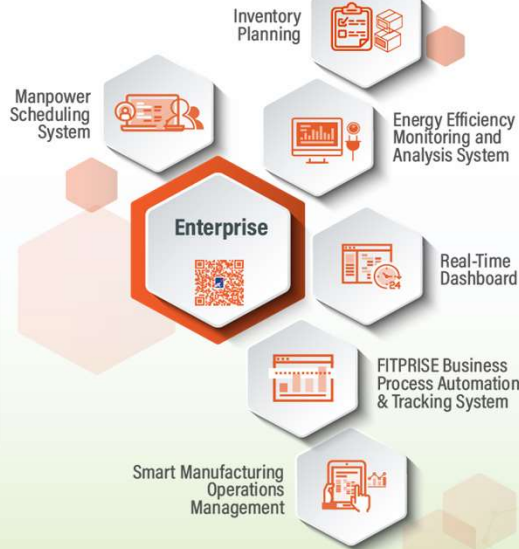 Inventory
Planning
Manpower
Scheduling
System
Energy Efficiency
Monitoring and
Analysis System
Enterprise
Real-Time
Dashboard
24
FITPRISE Business
Process Automation
& Tracking System
Smart Manufacturing
Operations
Management